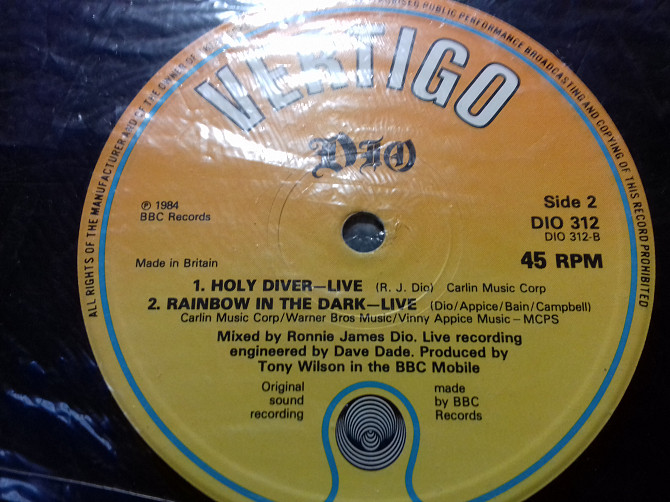 ALL RIGHTS OF THE MANUFACTURER AND OF THE OWNER OF
PUBLIC PERFORMANCE BROADCASTING AND COPYING OF THIS RECORD PROHIBITED
VERTIGO
DIO
℗ 1984
BBC Records
Side 2
DIO 312
DIO 312-B
Made in Britain
45 RPM
1. HOLY DIVER—LIVE (R. J. Dio) Carlin Music Corp
2. RAINBOW IN THE DARK—LIVE (Dio/Appice/Bain/Campbell)
Carlin Music Corp/Warner Bros Music/Vinny Appice Music – MCPS
Mixed by Ronnie James Dio. Live recording
engineered by Dave Dade. Produced by
Tony Wilson in the BBC Mobile
Original
sound
recording
made
by BBC
Records